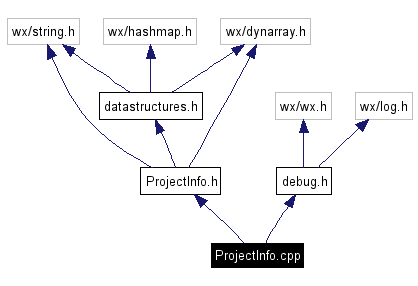 wx/string.h
wx/hashmap.h
wx/dynarray.h
datastructures.h
wx/wx.h
wx/log.h
ProjectInfo.h
debug.h
ProjectInfo.cpp